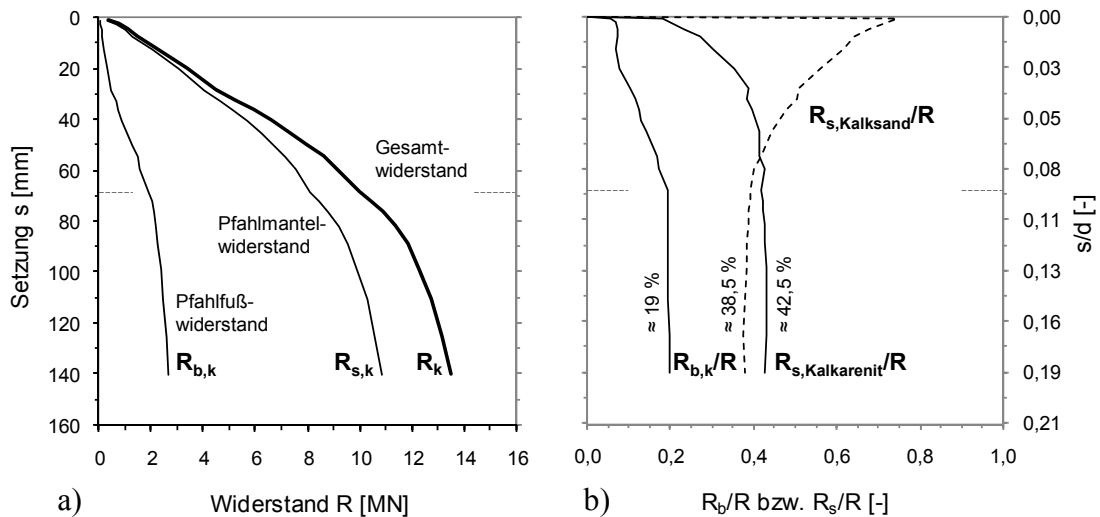 0
20
40
60
80
100
120
140
160
Setzung s [mm]
0 2 4 6 8 10 12 14 16
Widerstand R [MN]
Gesamt-
widerstand
Pfahlmantel-
widerstand
Pfahlfuß-
widerstand
R_b,k
R_s,k
R_k
a)
0,00
0,03
0,05
0,08
0,11
0,13
0,16
0,19
0,21
s/d [-]
R_s,Kalksand/R
≈ 19 %
≈ 38,5 %
≈ 42,5 %
R_b,k/R
R_s,Kalkarenit/R
0,0 0,2 0,4 0,6 0,8 1,0
R_b/R bzw. R_s/R [-]
b)